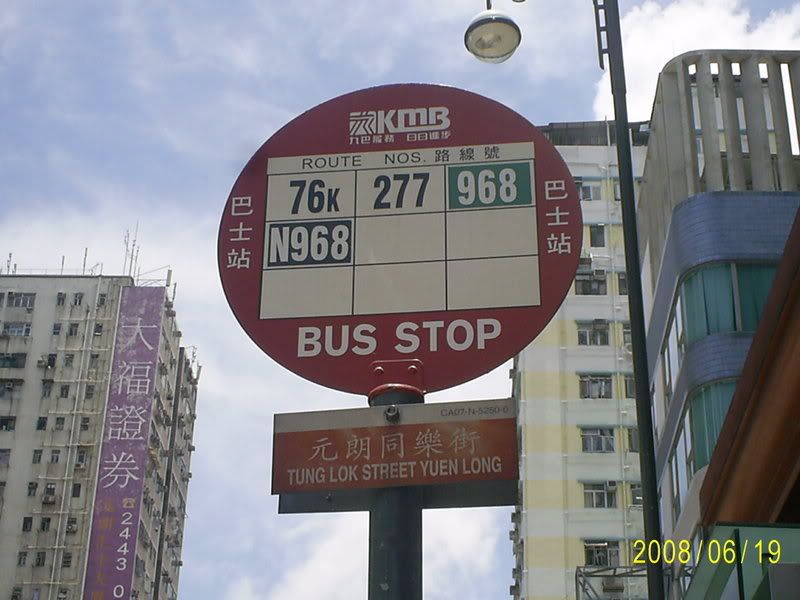 KMB
九巴服務 日日進步
ROUTE NOS. 路線號
76K 277 968
N968
巴士站
巴士站
BUS STOP
CA07-N-5250-0
元朗同樂街
TUNG LOK STREET YUEN LONG
大福證券
☎2443 0
2008/06/19